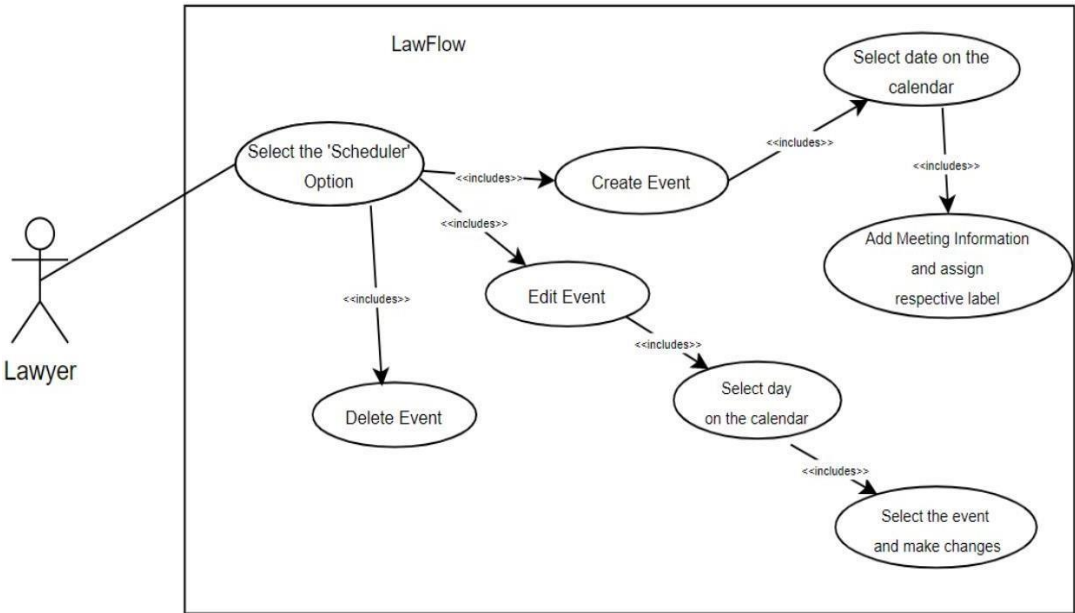 LawFlow
Select date on the
calendar
<<includes>>
Select the 'Scheduler'
Option
<<includes>>
Create Event
<<includes>>
<<includes>>
Add Meeting Information
and assign
respective label
Edit Event
<<includes>>
<<includes>>
Lawyer
Select day
on the calendar
Delete Event
<<includes>>
Select the event
and make changes